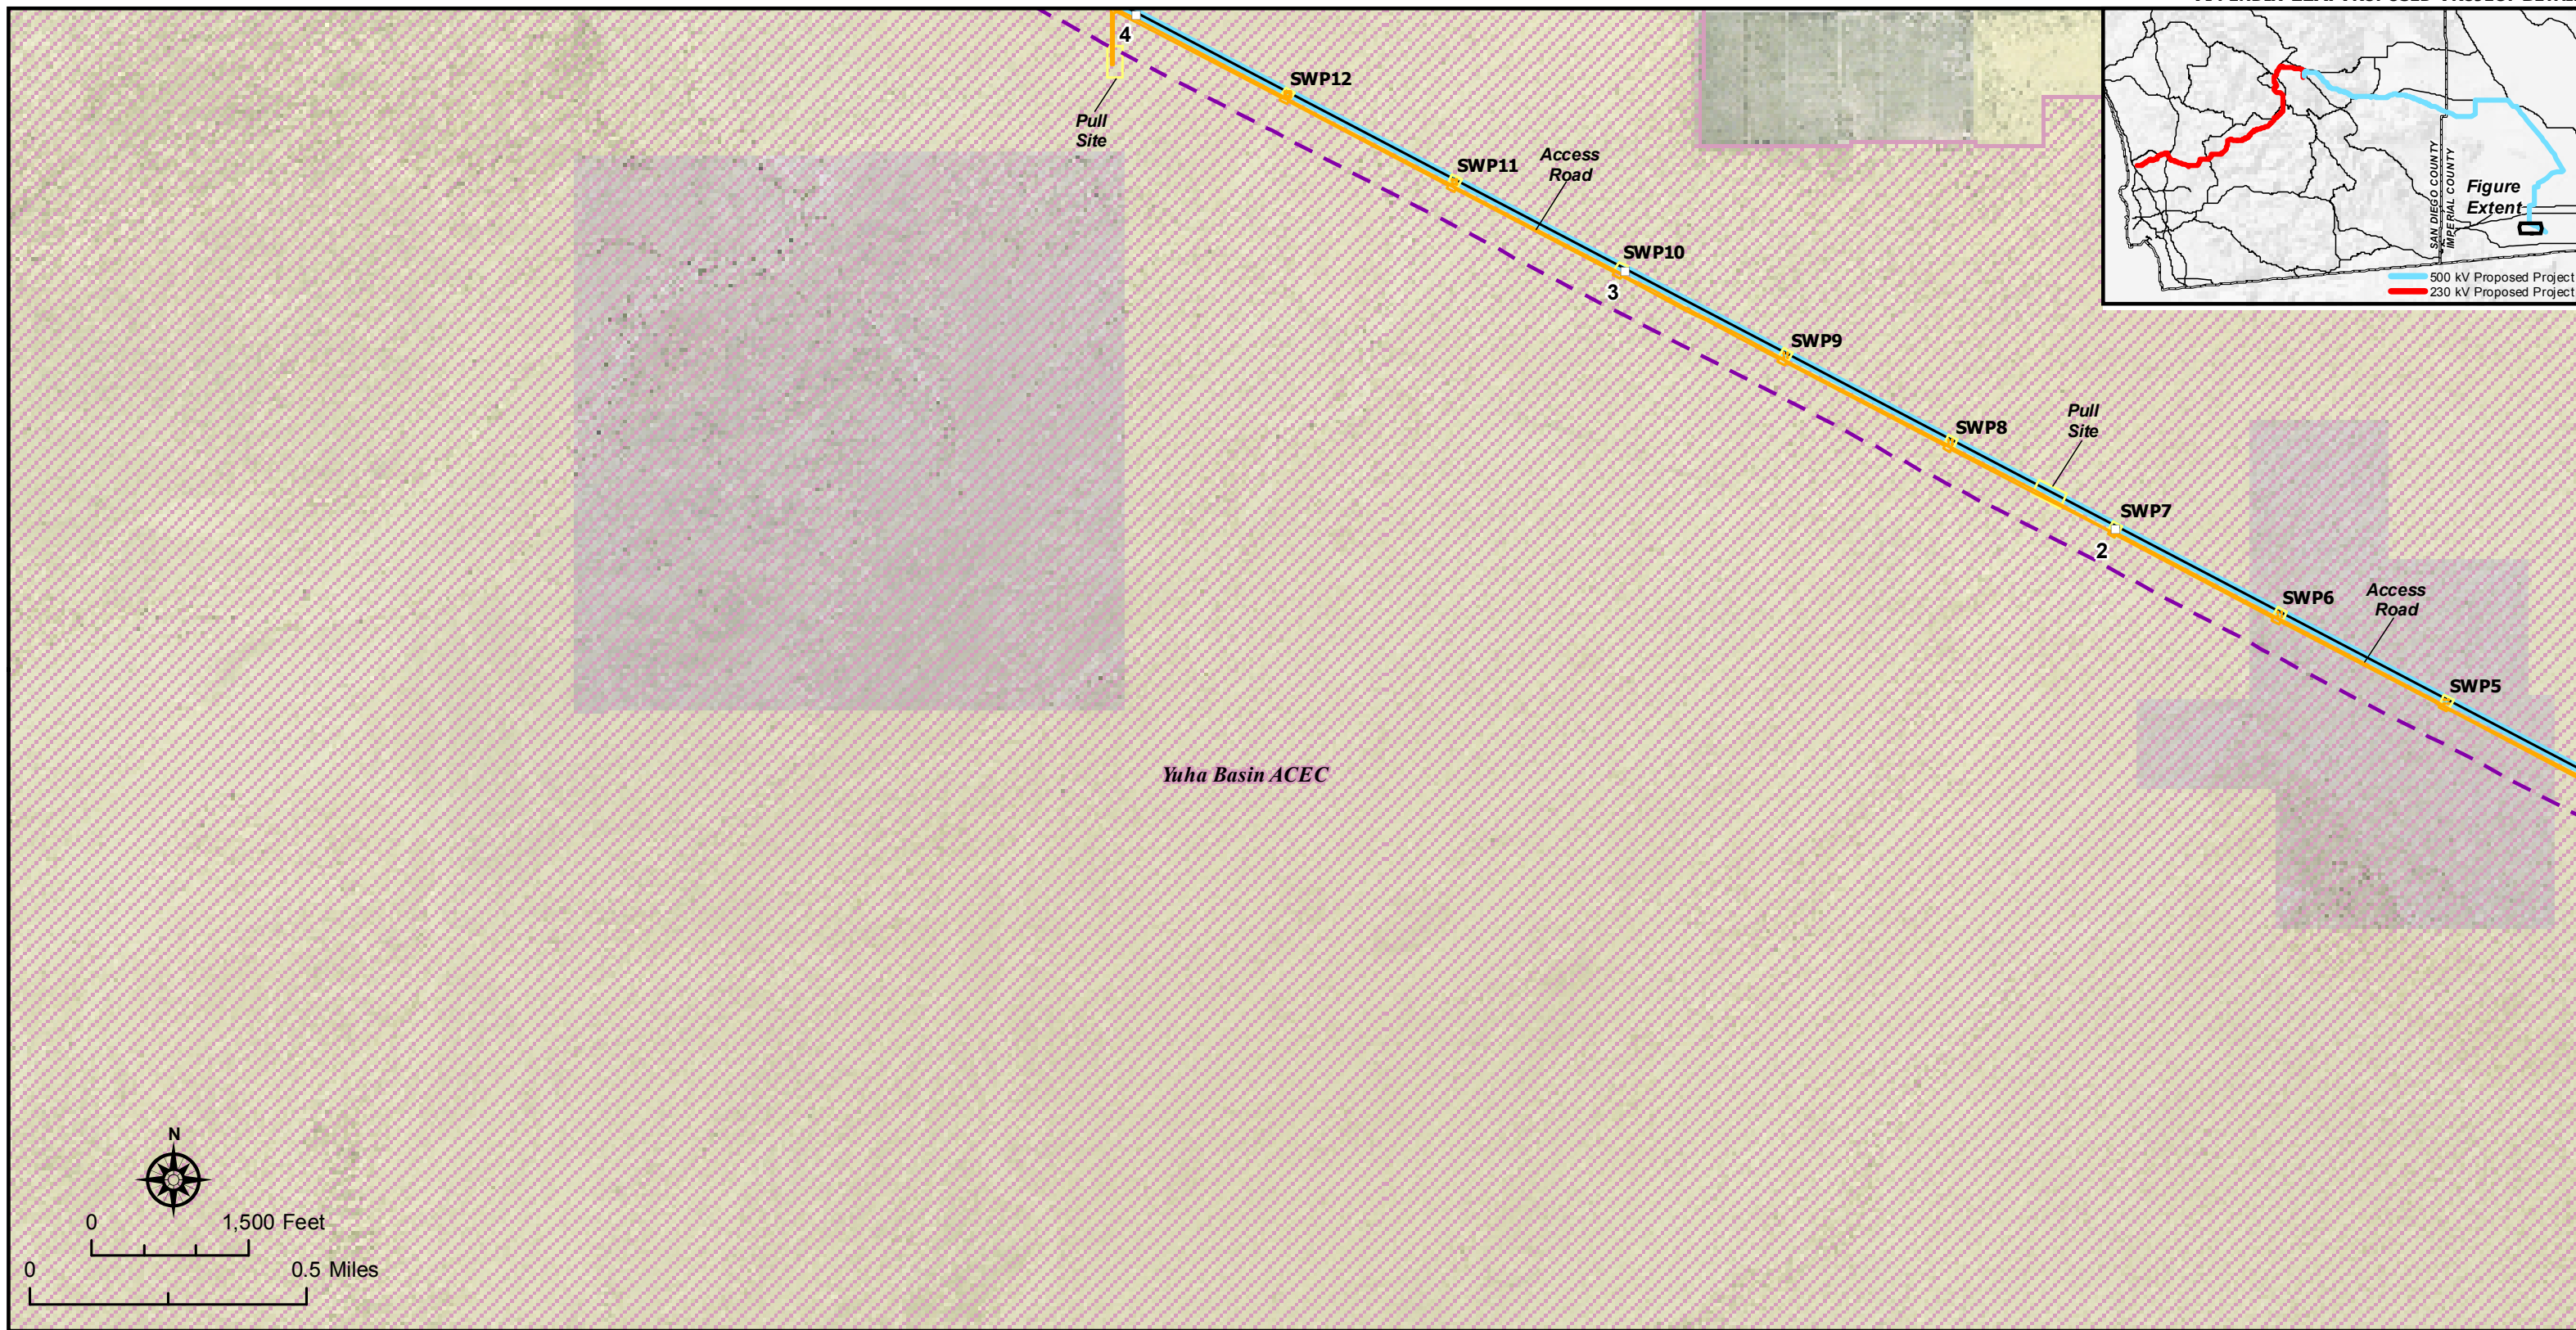 4
SWP12
Pull
Site
SWP11
Access
Road
SWP10
3
SWP9
SWP8
Pull
Site
SWP7
2
SWP6
Access
Road
SWP5
Yuha Basin ACEC
SAN DIEGO COUNTY
IMPERIAL COUNTY
Figure
Extent
500 kV Proposed Project
230 kV Proposed Project
N
0 1,500 Feet
0 0.5 Miles